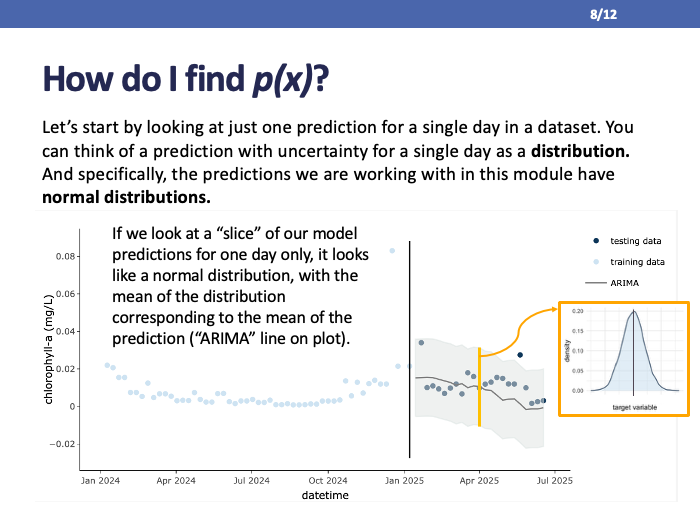 8/12
How do I find p(x)?
Let's start by looking at just one prediction for a single day in a dataset. You
can think of a prediction with uncertainty for a single day as a distribution.
And specifically, the predictions we are working with in this module have
normal distributions.
If we look at a “slice” of our model
predictions for one day only, it looks
like a normal distribution, with the
mean of the distribution
corresponding to the mean of the
prediction (“ARIMA” line on plot).
testing data
training data
ARIMA
chlorophyll-a (mg/L)
0.08
0.06
0.04
0.02
0
−0.02
Jan 2024
Apr 2024
Jul 2024
Oct 2024
Jan 2025
Apr 2025
Jul 2025
datetime
density
0.20
0.15
0.10
0.05
0.00
target variable